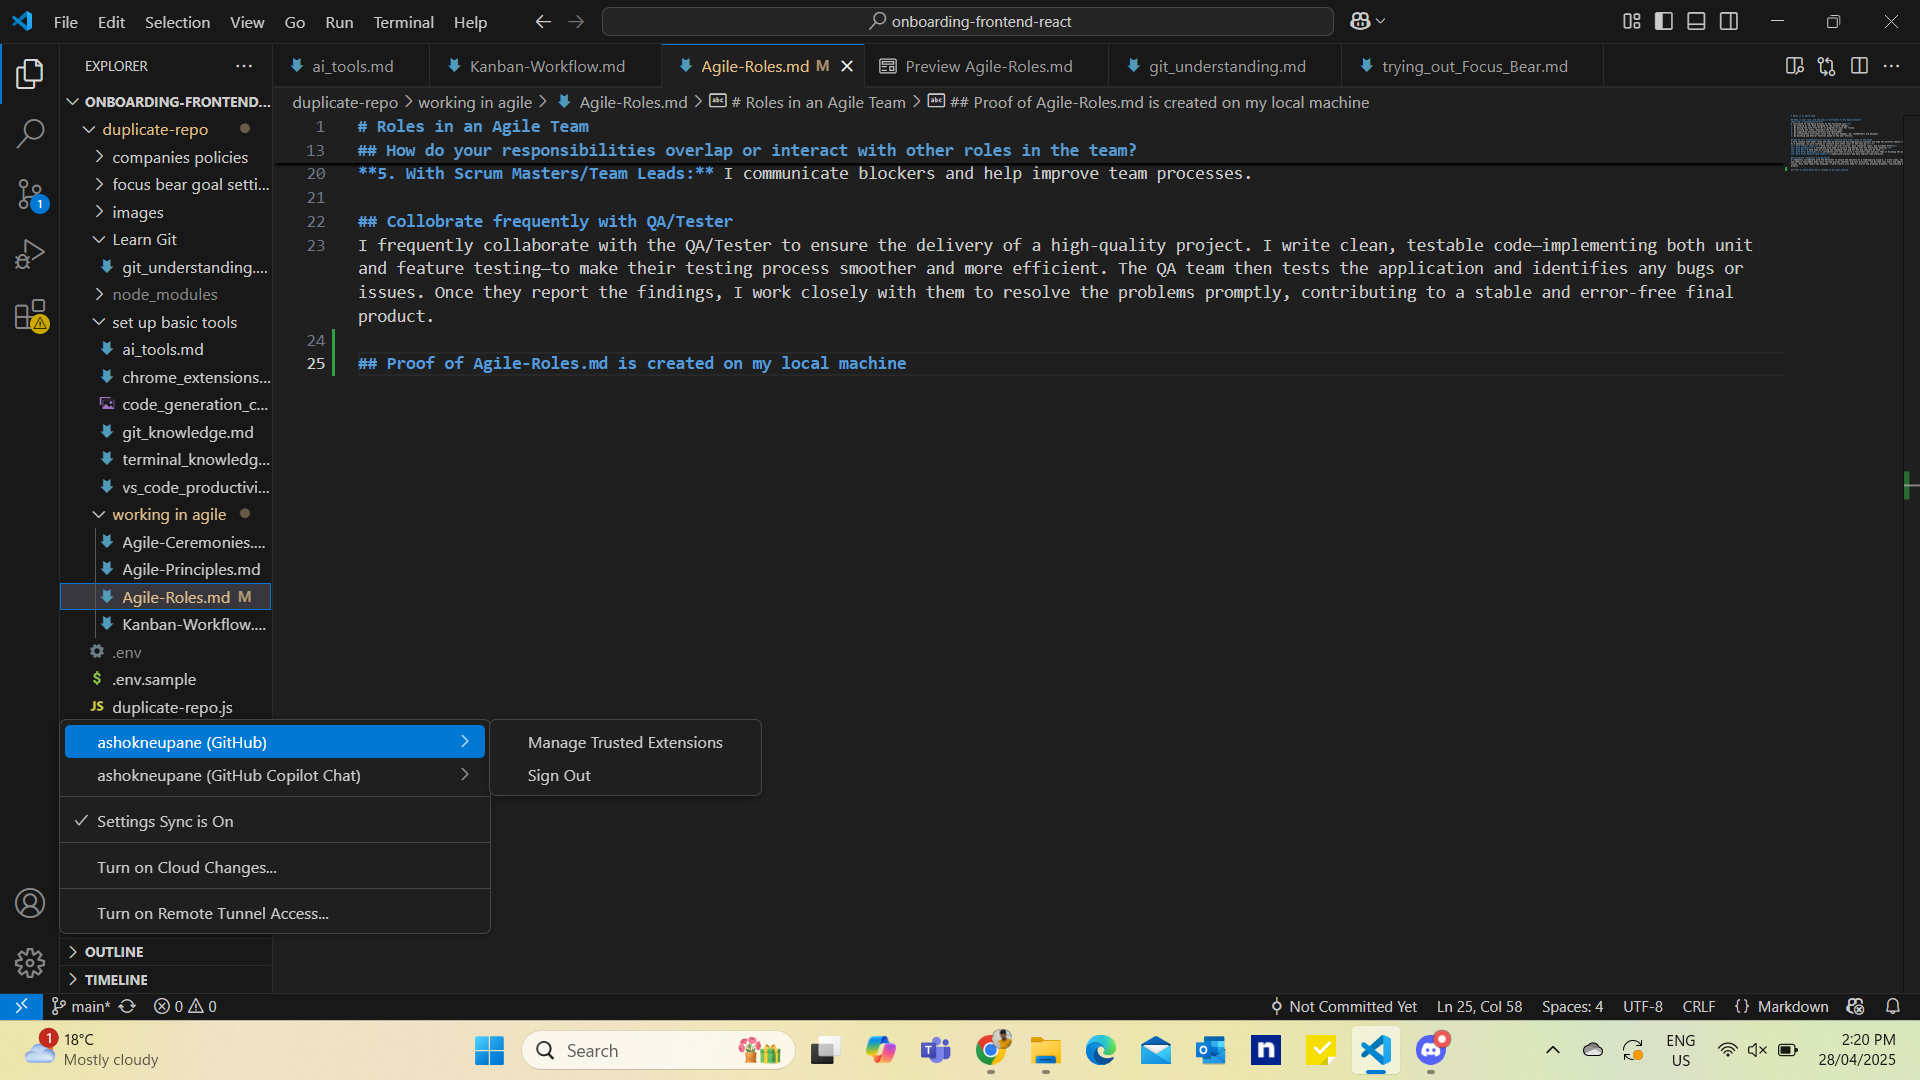 File Edit Selection View Go Run Terminal Help
onboarding-frontend-react
EXPLORER
ai_tools.md
Kanban-Workflow.md
Agile-Roles.md M
Preview Agile-Roles.md
git_understanding.md
trying_out_Focus_Bear.md
duplicate-repo > working in agile > Agile-Roles.md > # Roles in an Agile Team > ## Proof of Agile-Roles.md is created on my local machine
ONBOARDING-FRONTEND...
duplicate-repo
companies policies
focus bear goal setti...
images
Learn Git
git_understanding....
node_modules
set up basic tools
ai_tools.md
chrome_extensions...
code_generation_c...
git_knowledge.md
terminal_knowledg...
vs_code_productivi...
working in agile
Agile-Ceremonies....
Agile-Principles.md
Agile-Roles.md M
Kanban-Workflow....
.env
.env.sample
JS duplicate-repo.js
1
1 # Roles in an Agile Team
13 ## How do your responsibilities overlap or interact with other roles in the team?
20 **5. With Scrum Masters/Team Leads:** I communicate blockers and help improve team processes.
21
22 ## Collobrate frequently with QA/Tester
23 I frequently collaborate with the QA/Tester to ensure the delivery of a high-quality project. I write clean, testable code—implementing both unit
and feature testing—to make their testing process smoother and more efficient. The QA team then tests the application and identifies any bugs or
issues. Once they report the findings, I work closely with them to resolve the problems promptly, contributing to a stable and error-free final
product.
24
25 ## Proof of Agile-Roles.md is created on my local machine
ashokneupane (GitHub)
ashokneupane (GitHub Copilot Chat)
Settings Sync is On
Turn on Cloud Changes...
Turn on Remote Tunnel Access...
Manage Trusted Extensions
Sign Out
OUTLINE
TIMELINE
main* 0 0
Not Committed Yet
Ln 25, Col 58
Spaces: 4
UTF-8
CRLF
{} Markdown
1
18°C
Mostly cloudy
Search
ENG
US
2:20 PM
28/04/2025